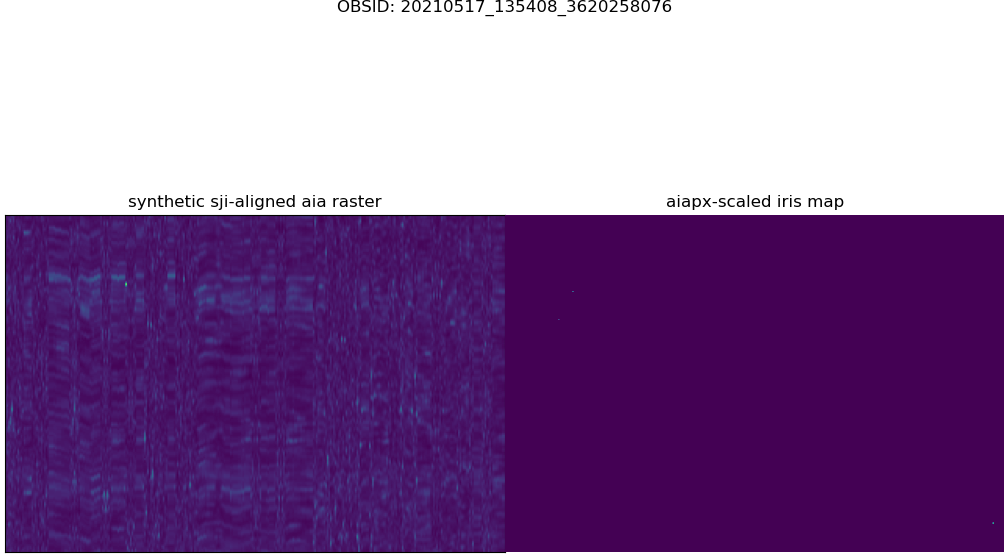 OBSID: 20210517_135408_3620258076
synthetic sji-aligned aia raster
aiapx-scaled iris map